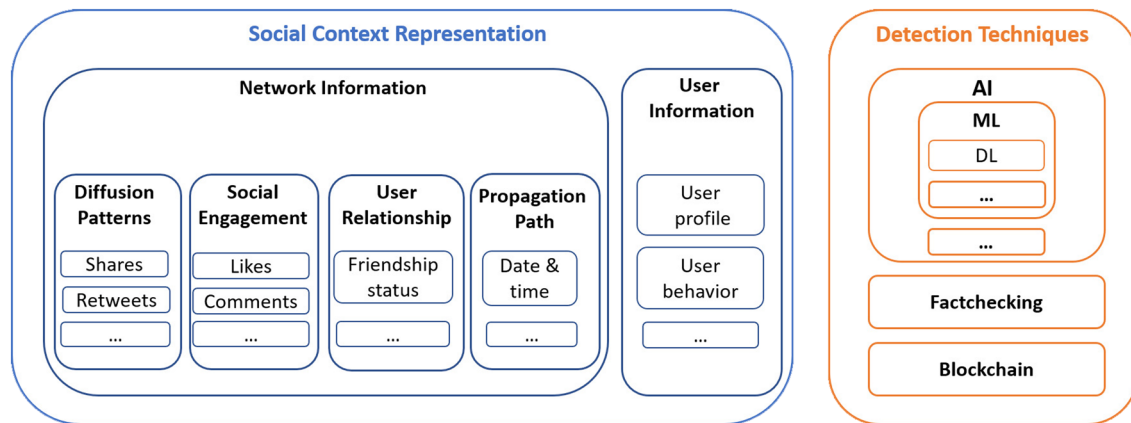 Social Context Representation
Network Information
Diffusion
Patterns
Shares
Retweets
...
Social
Engagement
Likes
Comments
...
User
Relationship
Friendship
status
...
Propagation
Path
Date &
time
...
User
Information
User
profile
User
behavior
...
Detection Techniques
AI
ML
DL
...
...
Factchecking
Blockchain